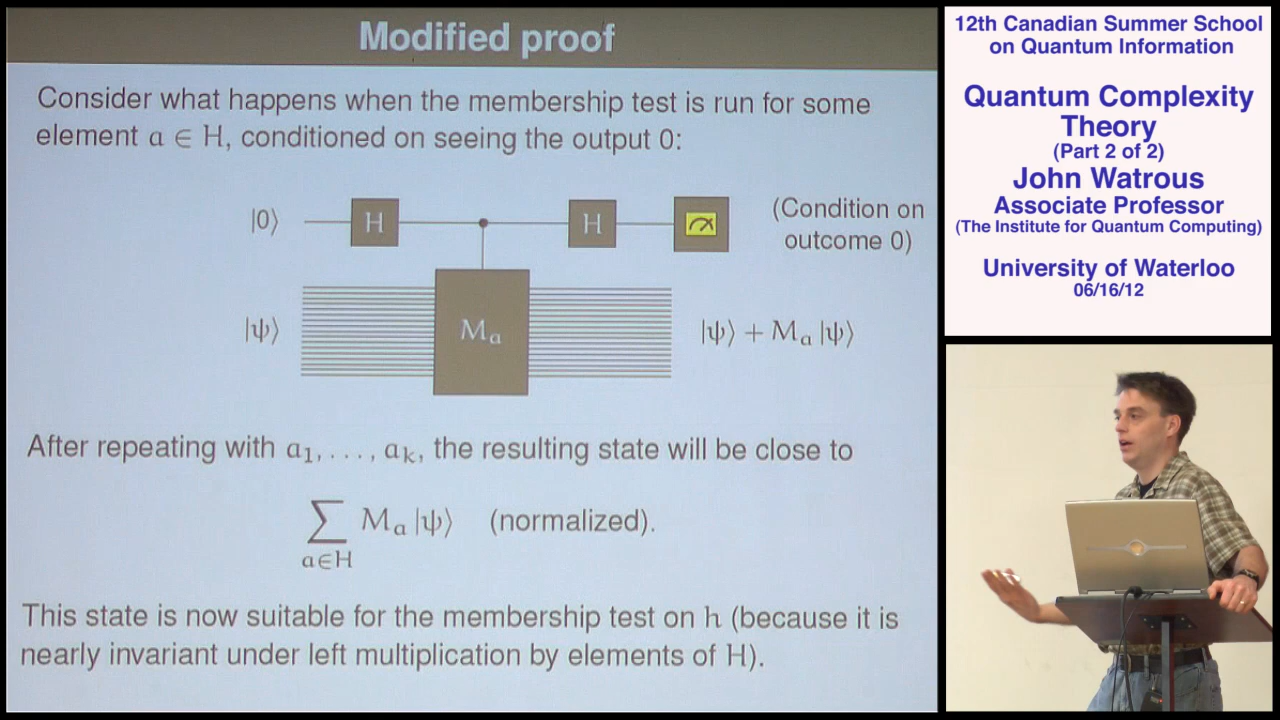 Modified proof
Consider what happens when the membership test is run for some
element a ∈ H, conditioned on seeing the output 0:
|0⟩ H H (Condition on
outcome 0)
|ψ⟩ Mₐ |ψ⟩ + Mₐ |ψ⟩
After repeating with a₁, . . . , aₖ, the resulting state will be close to
∑ Mₐ |ψ⟩ (normalized).
a∈H
This state is now suitable for the membership test on h (because it is
nearly invariant under left multiplication by elements of H).
12th Canadian Summer School
on Quantum Information
Quantum Complexity
Theory
(Part 2 of 2)
John Watrous
Associate Professor
(The Institute for Quantum Computing)
University of Waterloo
06/16/12